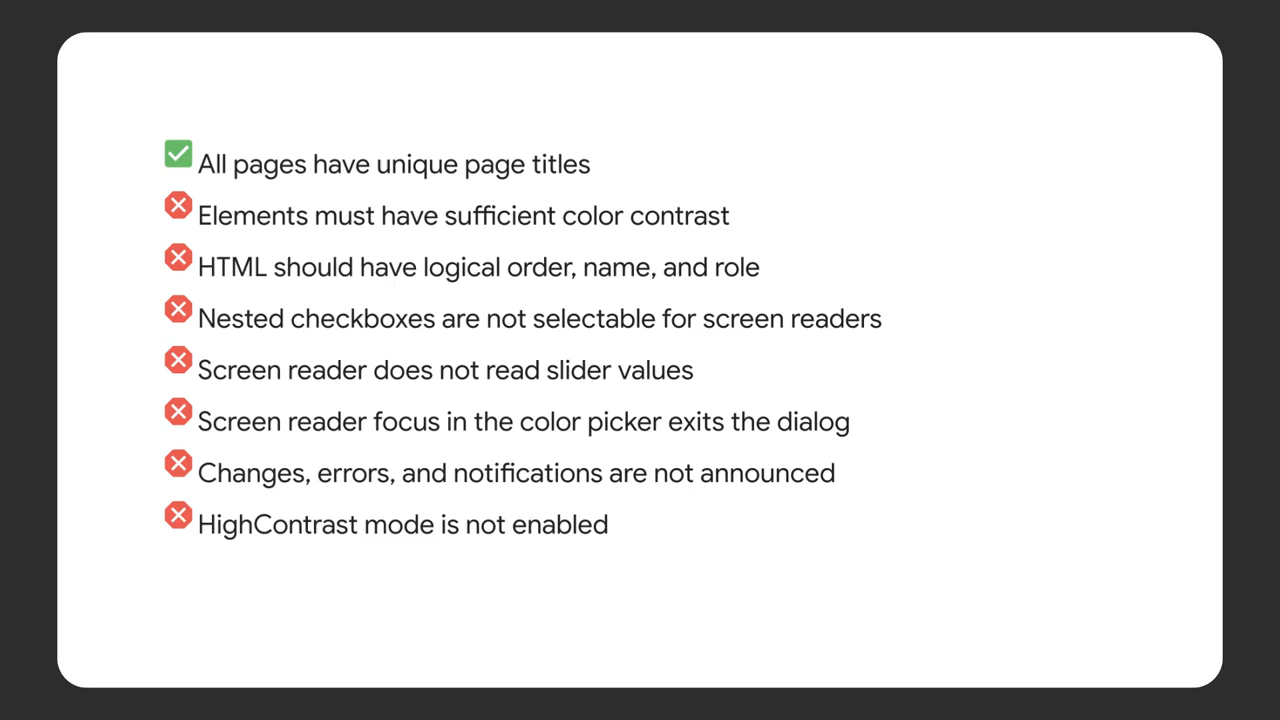 All pages have unique page titles
Elements must have sufficient color contrast
HTML should have logical order, name, and role
Nested checkboxes are not selectable for screen readers
Screen reader does not read slider values
Screen reader focus in the color picker exits the dialog
Changes, errors, and notifications are not announced
HighContrast mode is not enabled